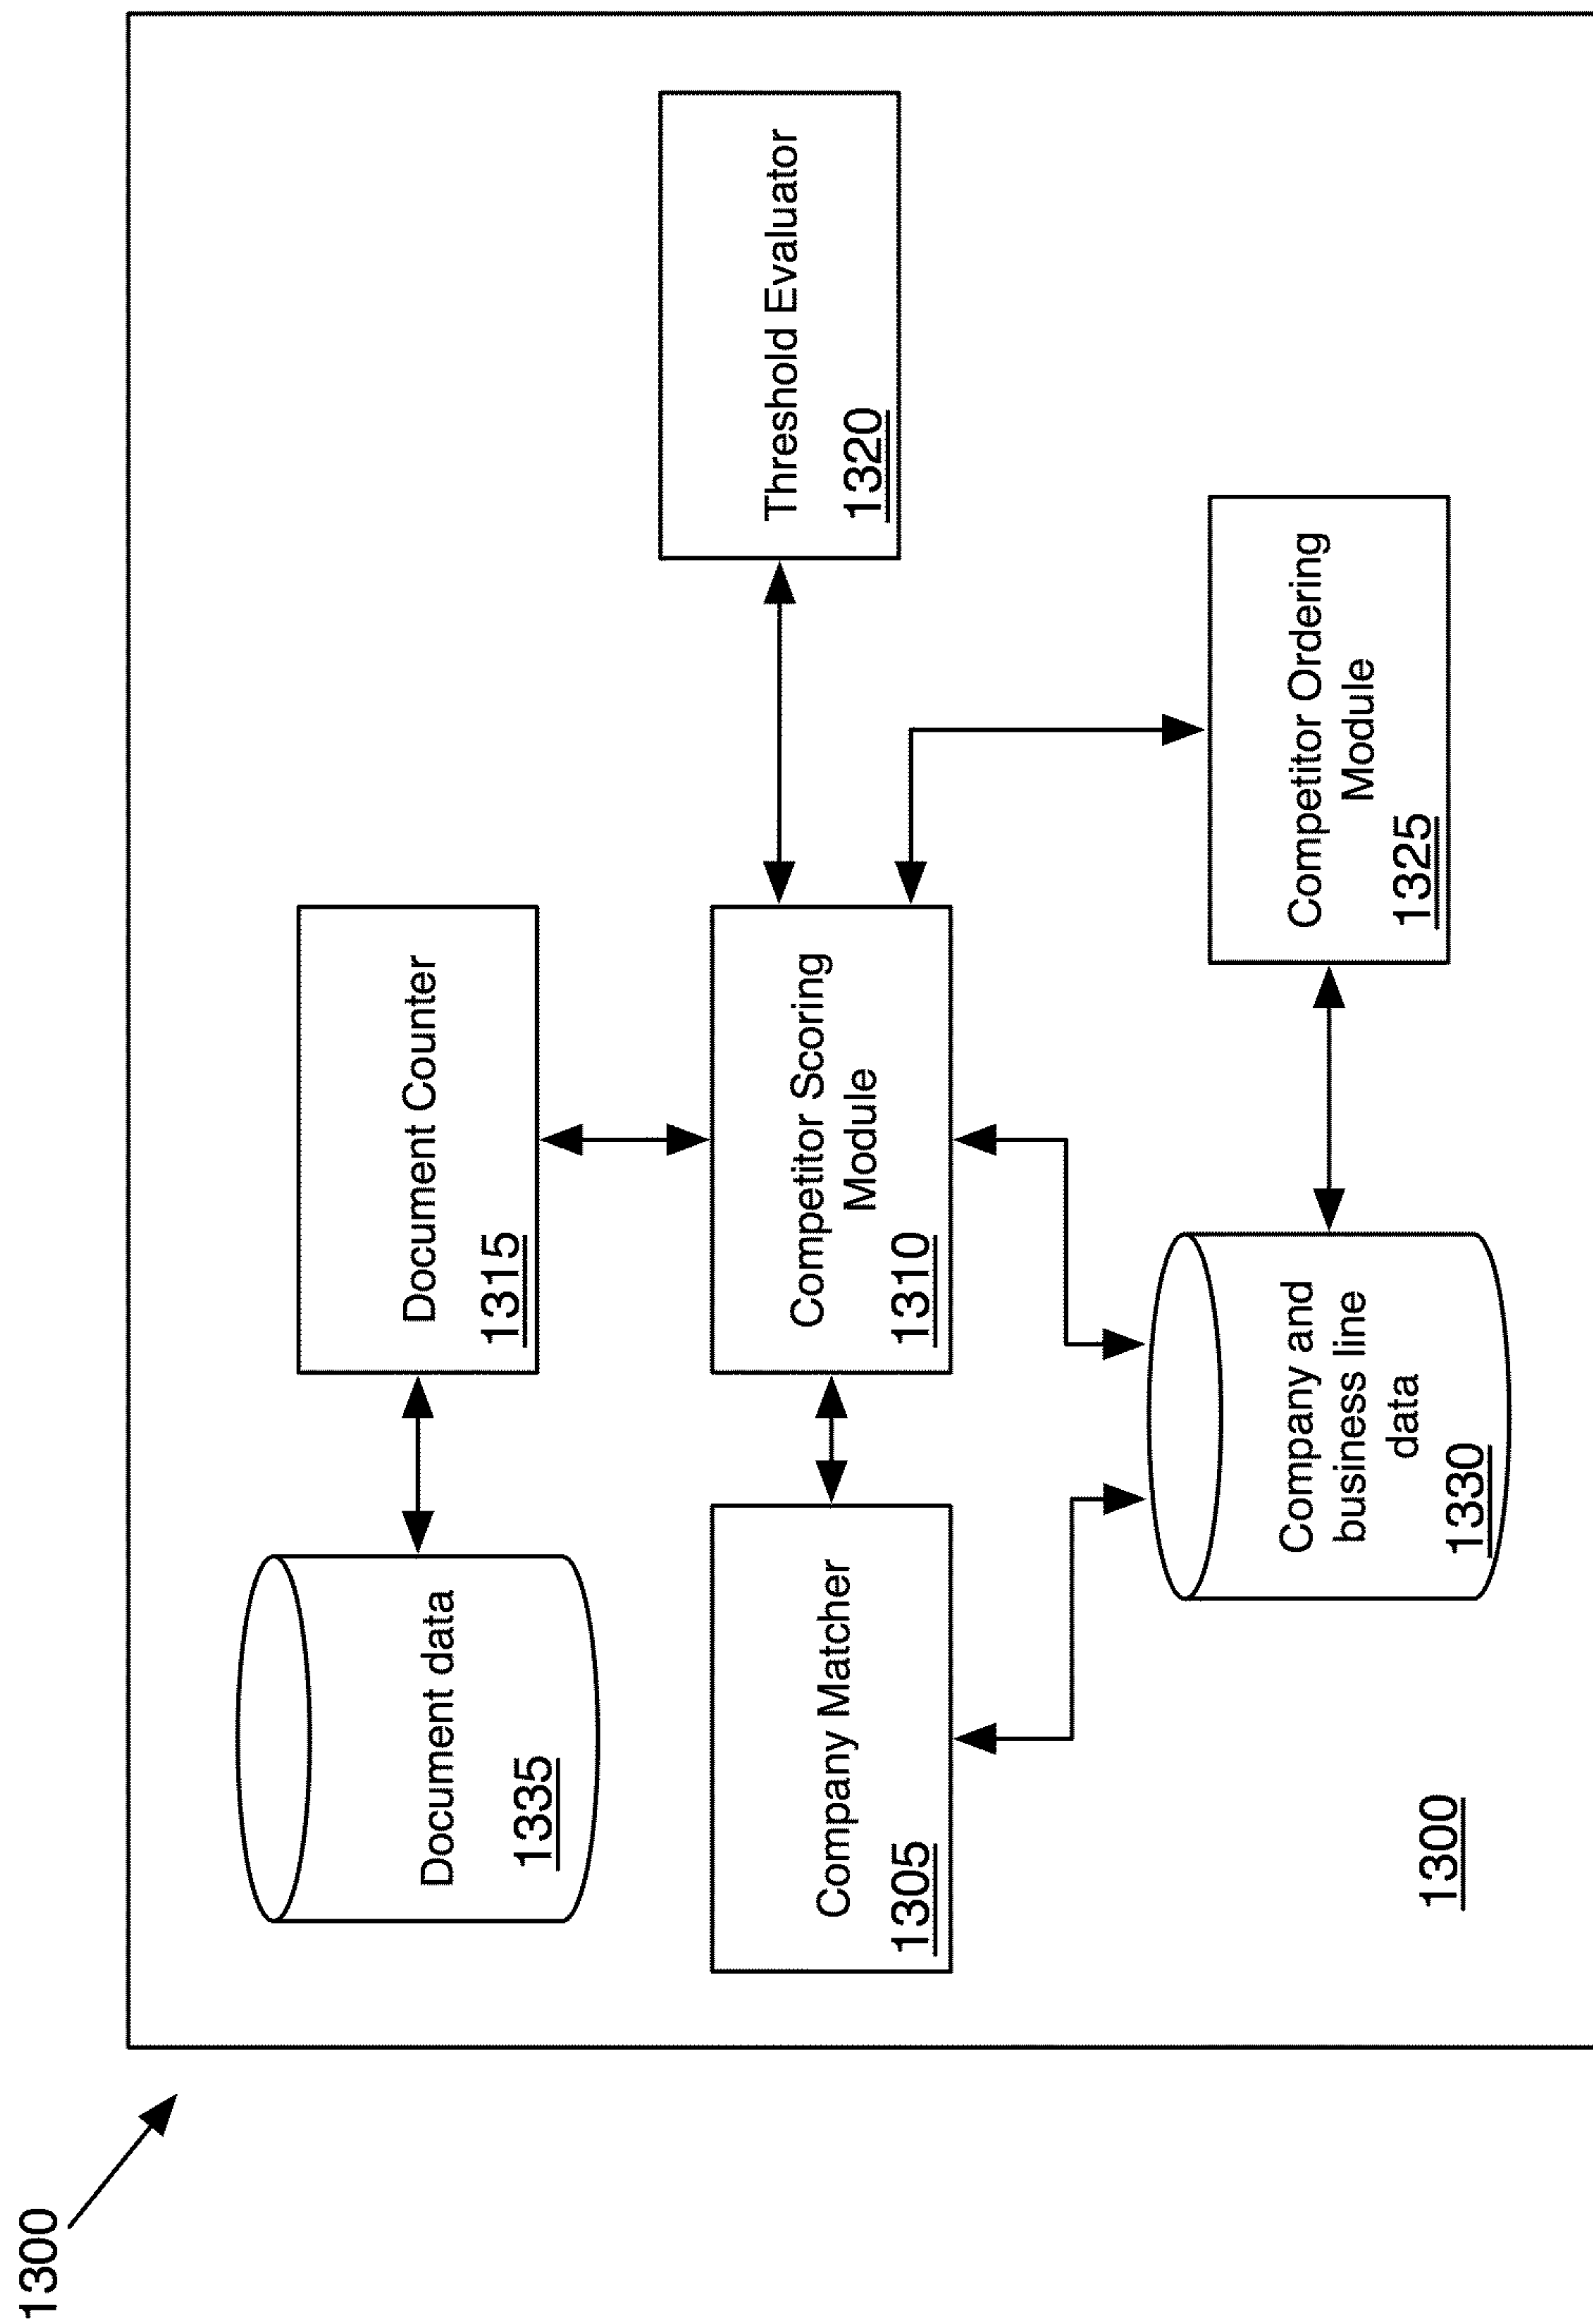 1300
Document data
1335
Document Counter
1315
Company Matcher
1305
Competitor Scoring
Module
1310
Threshold Evaluator
1320
Company and
business line
data
1330
Competitor Ordering
Module
1325
1300